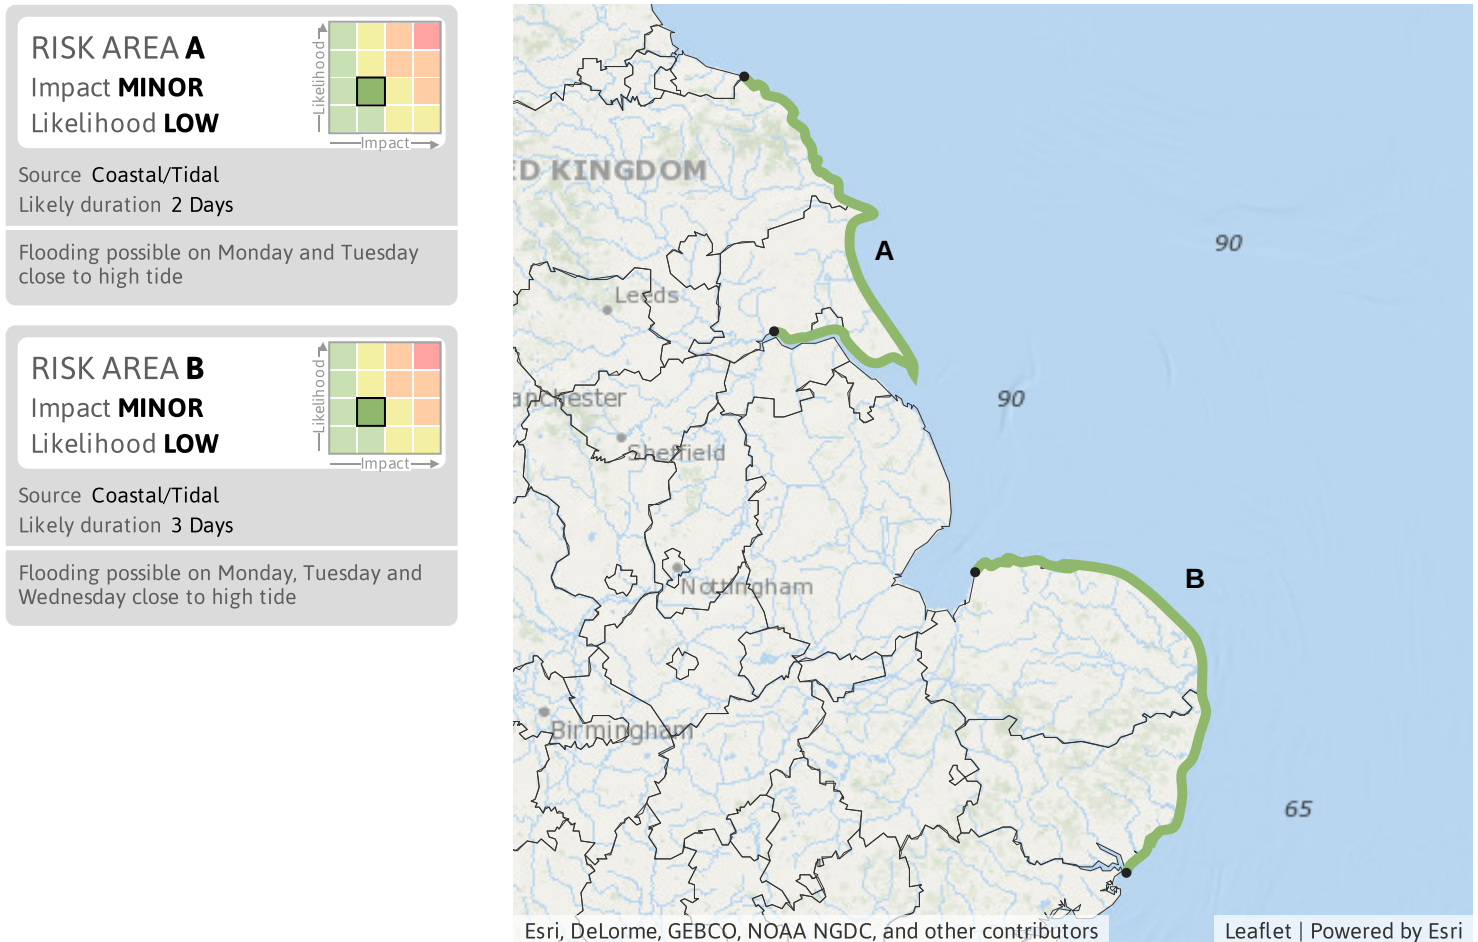 RISK AREA A
Impact MINOR
Likelihood LOW
Likelihood
Impact
Source Coastal/Tidal
Likely duration 2 Days
Flooding possible on Monday and Tuesday
close to high tide
RISK AREA B
Impact MINOR
Likelihood LOW
Likelihood
Impact
Source Coastal/Tidal
Likely duration 3 Days
Flooding possible on Monday, Tuesday and
Wednesday close to high tide
ED KINGDOM
A
90
Leeds
anchester
90
Sheffield
B
Nottingham
Birmingham
65
Esri, DeLorme, GEBCO, NOAA NGDC, and other contributors
Leaflet | Powered by Esri